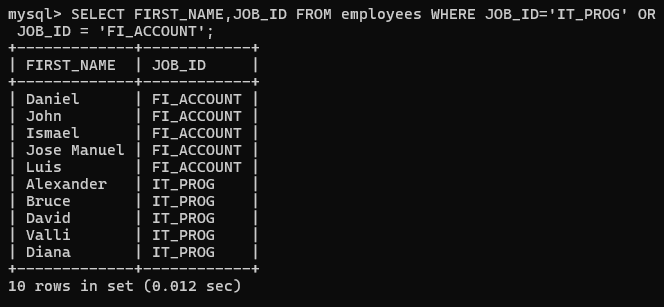 mysql> SELECT FIRST_NAME,JOB_ID FROM employees WHERE JOB_ID='IT_PROG' OR
 JOB_ID = 'FI_ACCOUNT';
+-------------+------------+
| FIRST_NAME  | JOB_ID     |
+-------------+------------+
| Daniel      | FI_ACCOUNT |
| John        | FI_ACCOUNT |
| Ismael      | FI_ACCOUNT |
| Jose Manuel | FI_ACCOUNT |
| Luis        | FI_ACCOUNT |
| Alexander   | IT_PROG    |
| Bruce       | IT_PROG    |
| David       | IT_PROG    |
| Valli       | IT_PROG    |
| Diana       | IT_PROG    |
+-------------+------------+
10 rows in set (0.012 sec)